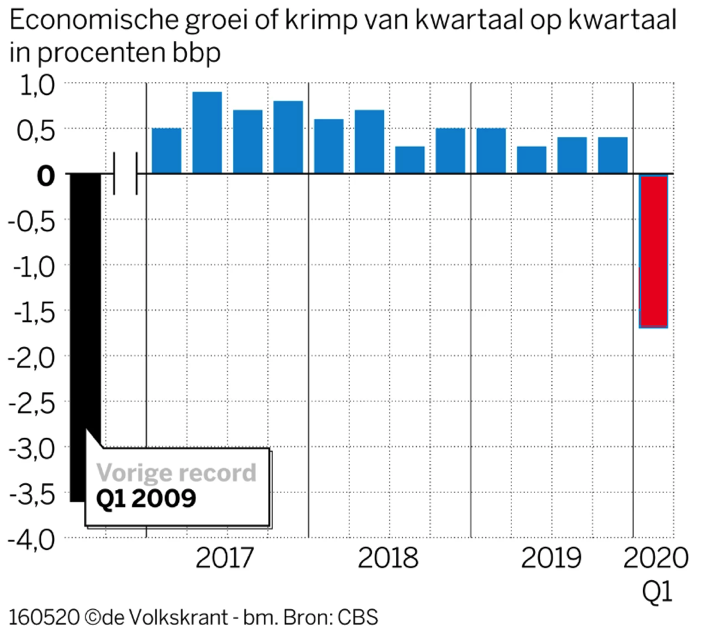 Economische groei of krimp van kwartaal op kwartaal
in procenten bbp
1,0
0,5
0
-0,5
-1,0
-1,5
-2,0
-2,5
-3,0
-3,5
-4,0
Vorige record
Q1 2009
2017
2018
2019
2020
Q1
160520 ©de Volkskrant - bm. Bron: CBS